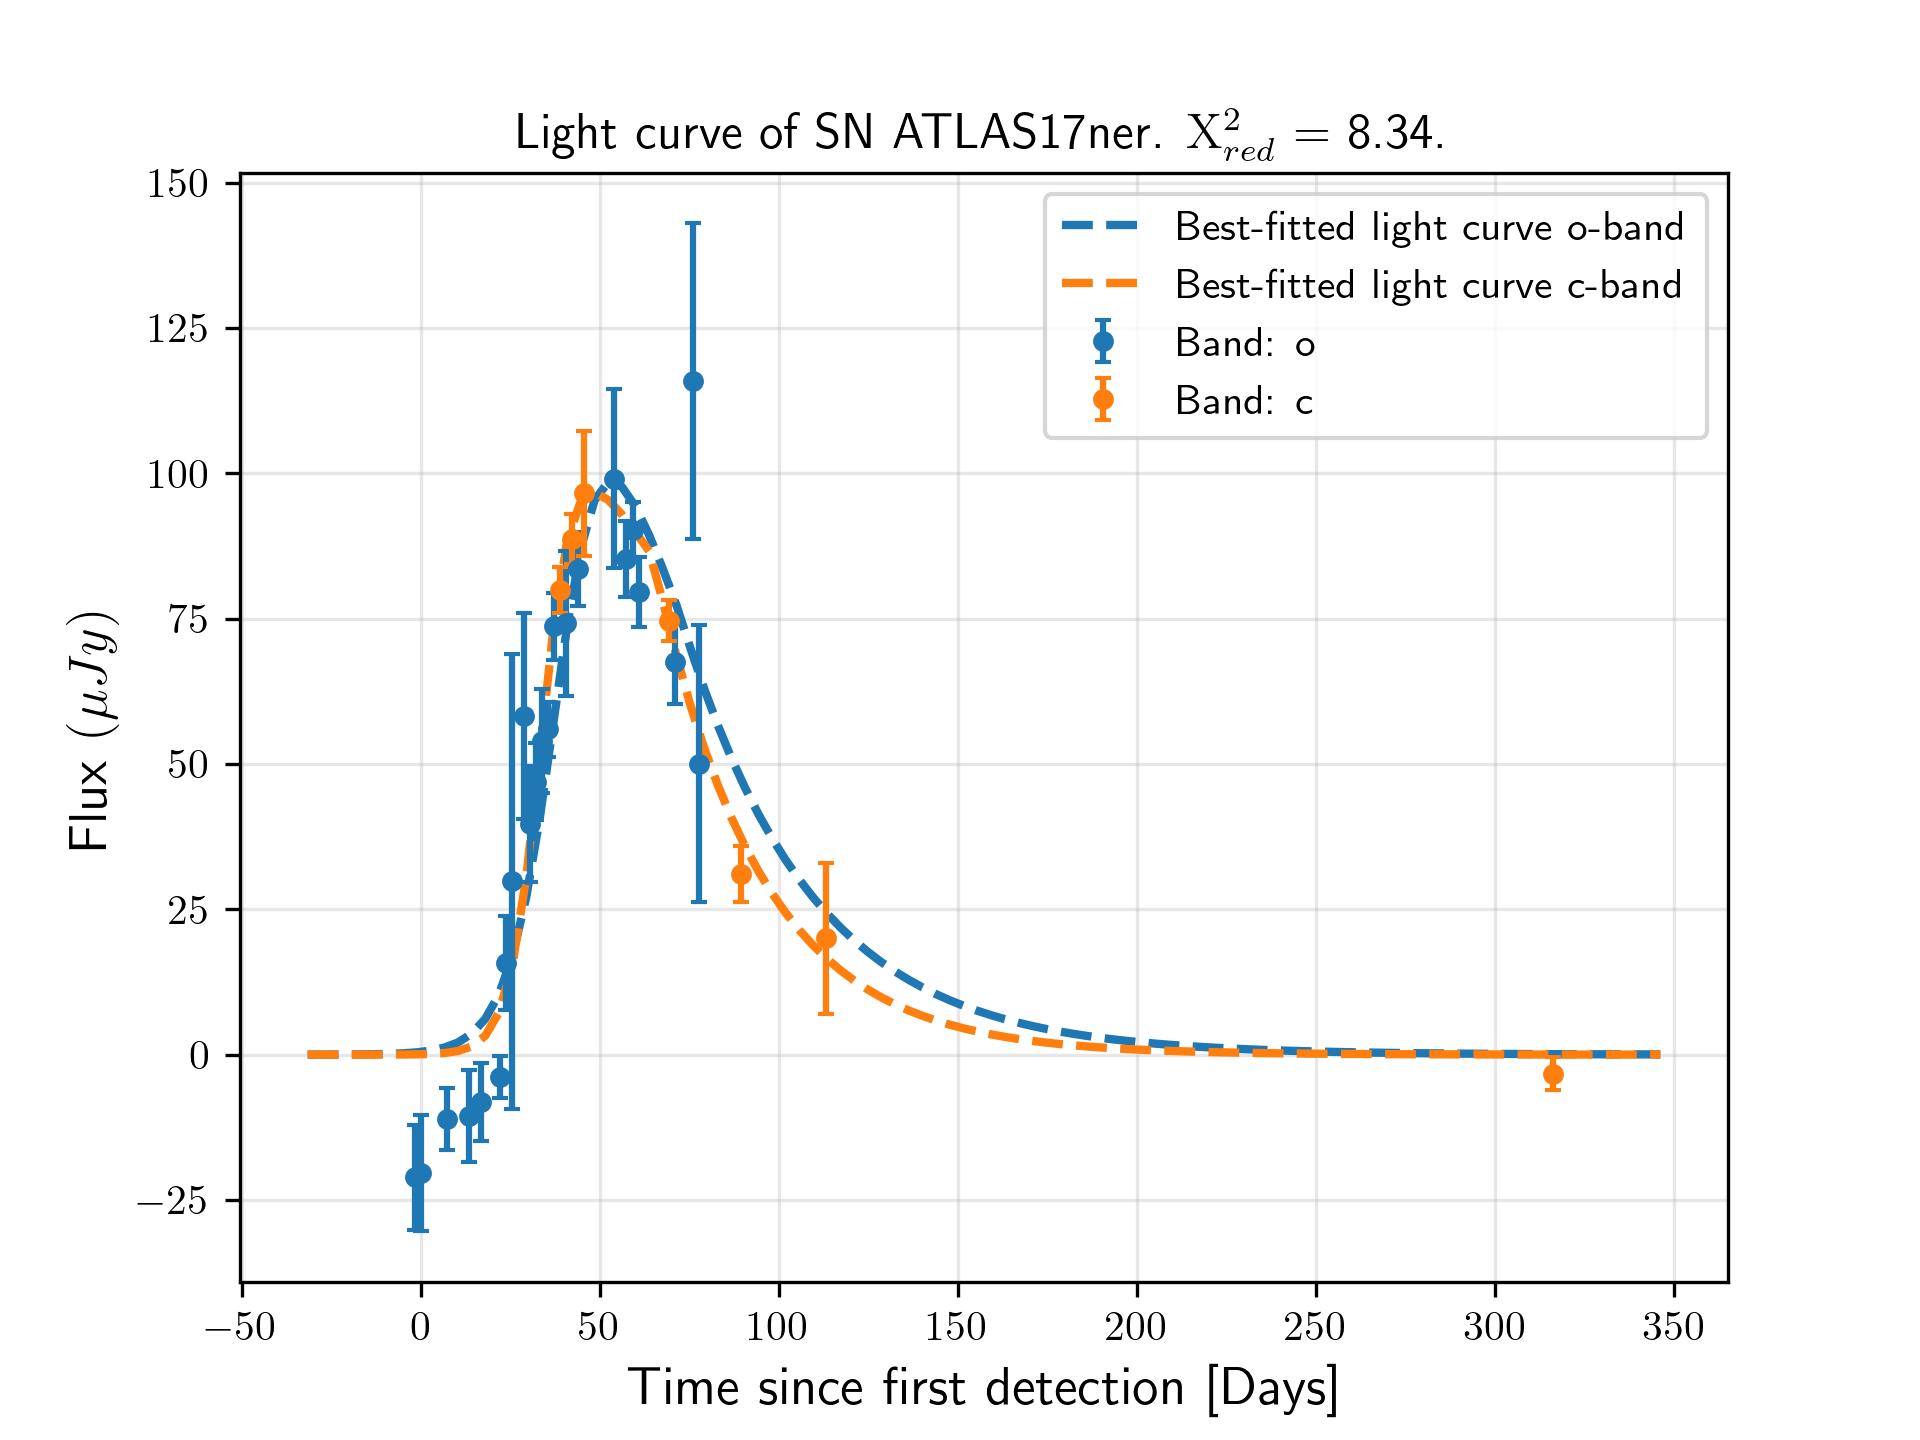 Light curve of SN ATLAS17ner. X²_red = 8.34.
150
125
100
75
50
25
0
−25
Flux (μJy)
Best-fitted light curve o-band
Best-fitted light curve c-band
Band: o
Band: c
−50 0 50 100 150 200 250 300 350
Time since first detection [Days]